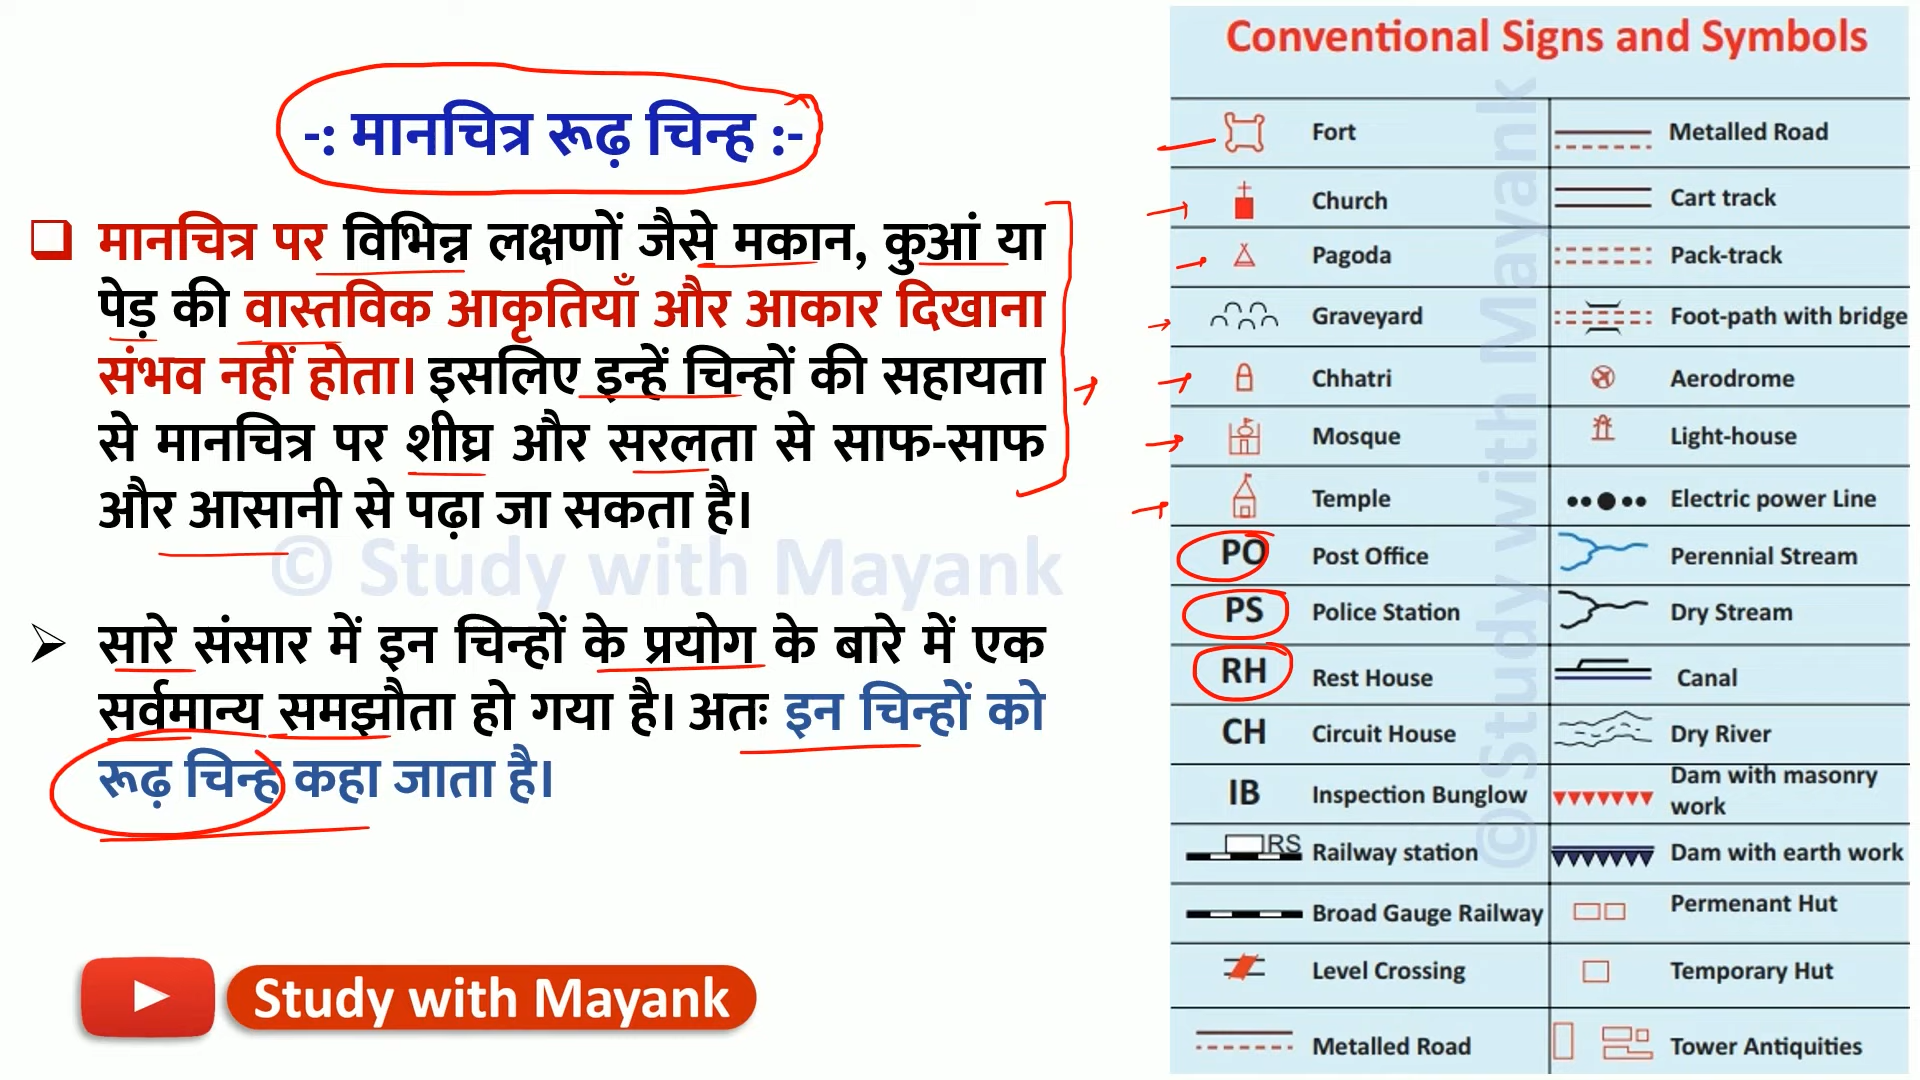 -: मानचित्र रूढ़ चिन्ह :-
मानचित्र पर विभिन्न लक्षणों जैसे मकान, कुआं या
पेड़ की वास्तविक आकृतियाँ और आकार दिखाना
संभव नहीं होता। इसलिए इन्हें चिन्हों की सहायता
से मानचित्र पर शीघ्र और सरलता से साफ-साफ
और आसानी से पढ़ा जा सकता है।
© Study with Mayank
सारे संसार में इन चिन्हों के प्रयोग के बारे में एक
सर्वमान्य समझौता हो गया है। अतः इन चिन्हों को
रूढ़ चिन्ह कहा जाता है।
Study with Mayank
Conventional Signs and Symbols
Fort
Church
Pagoda
Graveyard
Chhatri
Mosque
Temple
PO Post Office
PS Police Station
RH Rest House
CH Circuit House
IB Inspection Bunglow
RS Railway station
Broad Gauge Railway
Level Crossing
Metalled Road
Metalled Road
Cart track
Pack-track
Foot-path with bridge
Aerodrome
Light-house
Electric power Line
Perennial Stream
Dry Stream
Canal
Dry River
Dam with masonry
work
Dam with earth work
Permenant Hut
Temporary Hut
Tower Antiquities
©Study with Mayank